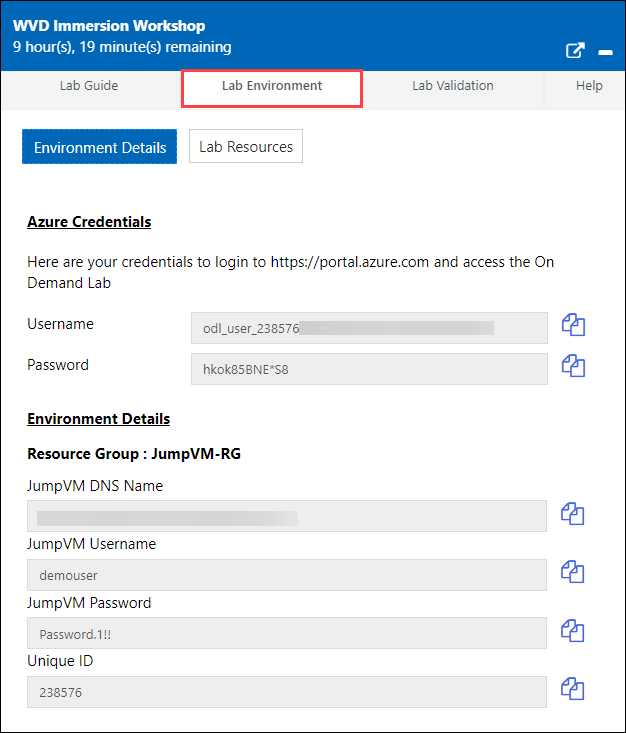 WVD Immersion Workshop
9 hour(s), 19 minute(s) remaining
Lab Guide
Lab Environment
Lab Validation
Help
Environment Details
Lab Resources
Azure Credentials
Here are your credentials to login to https://portal.azure.com and access the On
Demand Lab
Username
odl_user_238576
Password
hkok85BNE*S8
Environment Details
Resource Group : JumpVM-RG
JumpVM DNS Name
JumpVM Username
demouser
JumpVM Password
Password.1!!
Unique ID
238576